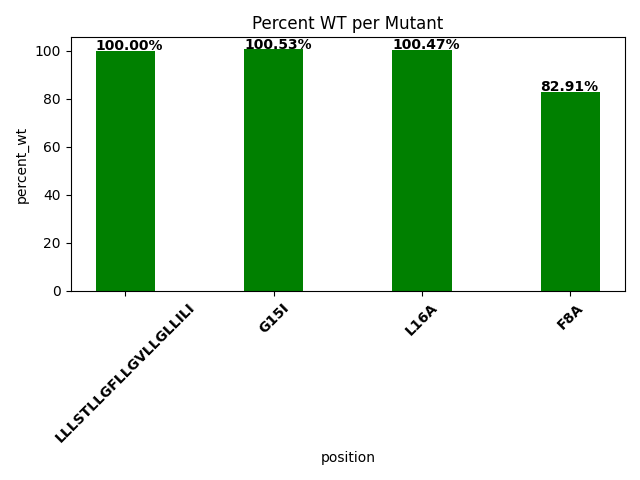 Percent WT per Mutant
100.00%
100.53%
100.47%
82.91%
percent_wt
100
80
60
40
20
0
LLLSTLLGFLLGVLLGLLILI
G15I
L16A
F8A
position